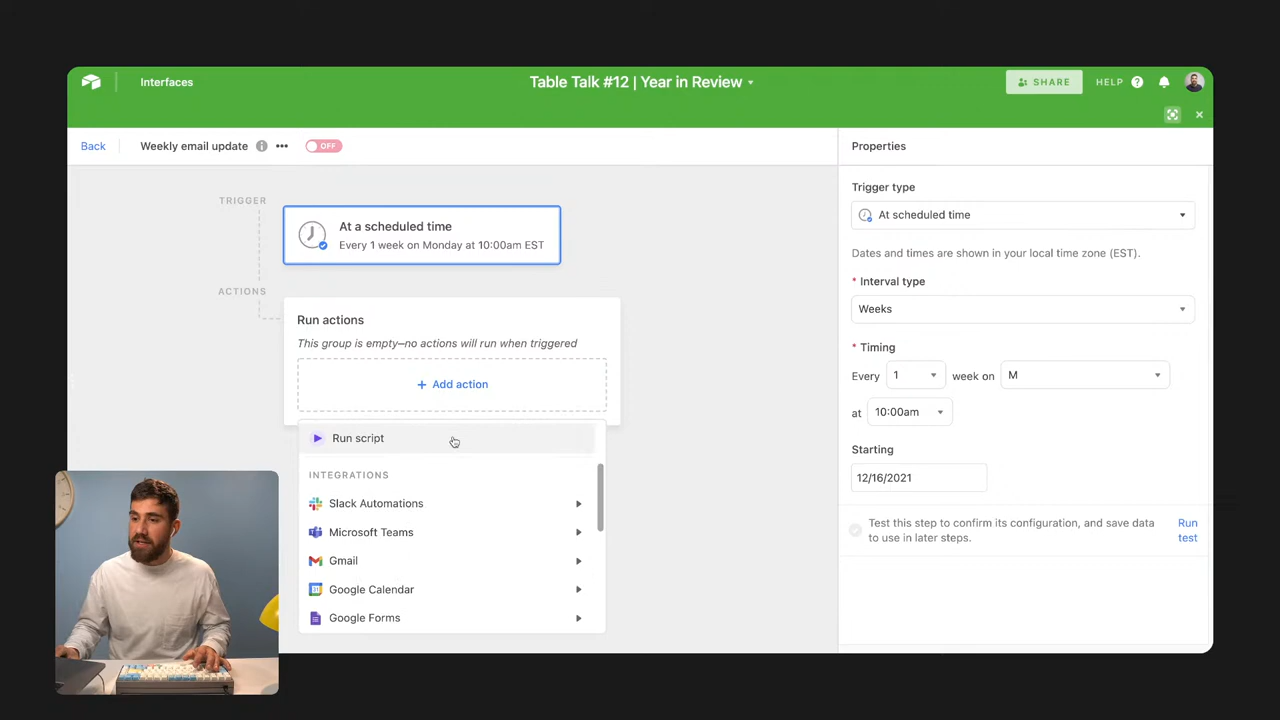 Interfaces
Table Talk #12 | Year in Review
SHARE
HELP
Back
Weekly email update
OFF
Properties
TRIGGER
At a scheduled time
Every 1 week on Monday at 10:00am EST
ACTIONS
Run actions
This group is empty—no actions will run when triggered
+ Add action
Run script
INTEGRATIONS
Slack Automations
Microsoft Teams
Gmail
Google Calendar
Google Forms
Trigger type
At scheduled time
Dates and times are shown in your local time zone (EST).
* Interval type
Weeks
* Timing
Every 1 week on M
at 10:00am
Starting
12/16/2021
Test this step to confirm its configuration, and save data
to use in later steps.
Run
test